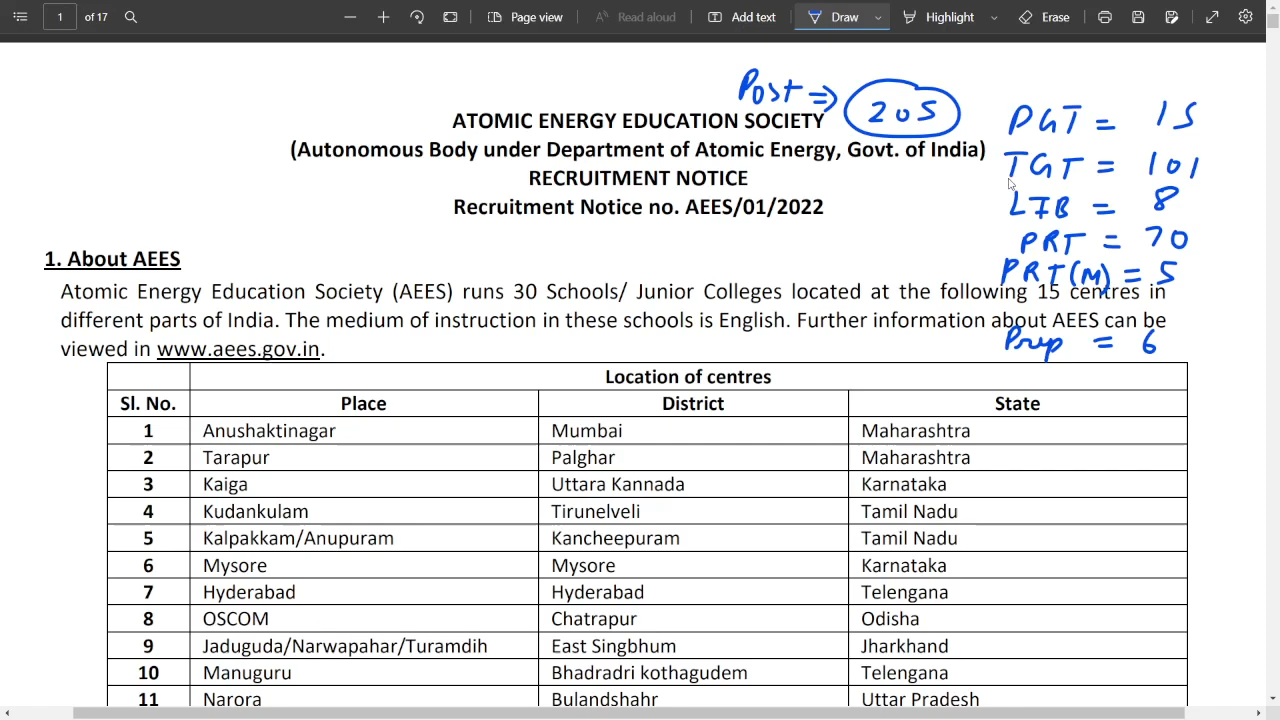 1 of 17 Page view Read aloud Add text Draw Highlight Erase
Post ⇒ 205
ATOMIC ENERGY EDUCATION SOCIETY
(Autonomous Body under Department of Atomic Energy, Govt. of India)
RECRUITMENT NOTICE
Recruitment Notice no. AEES/01/2022
PGT = 15
TGT = 101
LIB = 8
PRT = 70
PRT(M) = 5
Prep = 6
1. About AEES
Atomic Energy Education Society (AEES) runs 30 Schools/ Junior Colleges located at the following 15 centres in
different parts of India. The medium of instruction in these schools is English. Further information about AEES can be
viewed in www.aees.gov.in.
Location of centres
Sl. No. Place District State
1 Anushaktinagar Mumbai Maharashtra
2 Tarapur Palghar Maharashtra
3 Kaiga Uttara Kannada Karnataka
4 Kudankulam Tirunelveli Tamil Nadu
5 Kalpakkam/Anupuram Kancheepuram Tamil Nadu
6 Mysore Mysore Karnataka
7 Hyderabad Hyderabad Telengana
8 OSCOM Chatrapur Odisha
9 Jaduguda/Narwapahar/Turamdih East Singbhum Jharkhand
10 Manuguru Bhadradri kothagudem Telengana
11 Narora Bulandshahr Uttar Pradesh